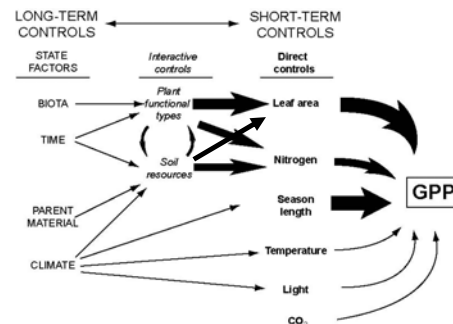 LONG-TERM
CONTROLS
SHORT-TERM
CONTROLS
STATE
FACTORS
Interactive
controls
Direct
controls
BIOTA
Plant
functional
types
Leaf area
TIME
Soil
resources
Nitrogen
PARENT
MATERIAL
Season
length
GPP
CLIMATE
Temperature
Light
CO₂